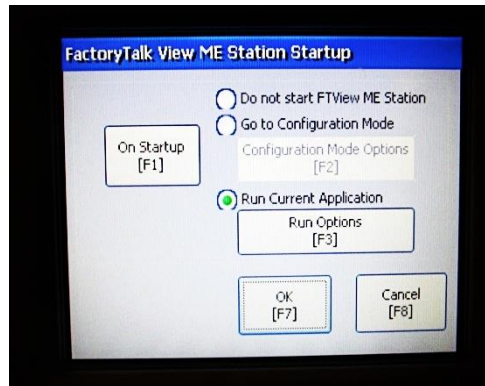 FactoryTalk View ME Station Startup
Do not start FTView ME Station
Go to Configuration Mode
On Startup
[F1]
Configuration Mode Options
[F2]
Run Current Application
Run Options
[F3]
OK
[F7]
Cancel
[F8]